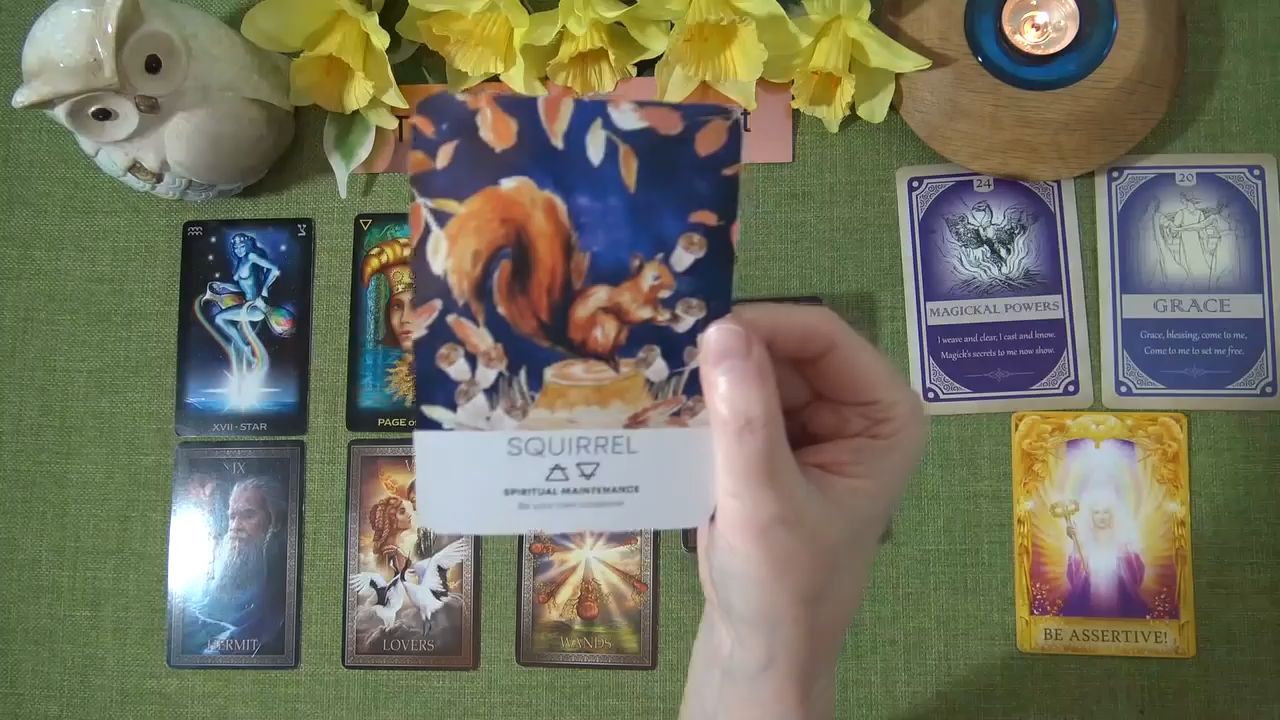 XVII · STAR
PAGE
SQUIRREL
SPIRITUAL MAINTENANCE
24
MAGICKAL POWERS
I weave and clear, I cast and know.
Magick's secrets to me now show.
20
GRACE
Grace, blessing, come to me,
Come to me to set me free.
IX
HERMIT
LOVERS
WANDS
BE ASSERTIVE!